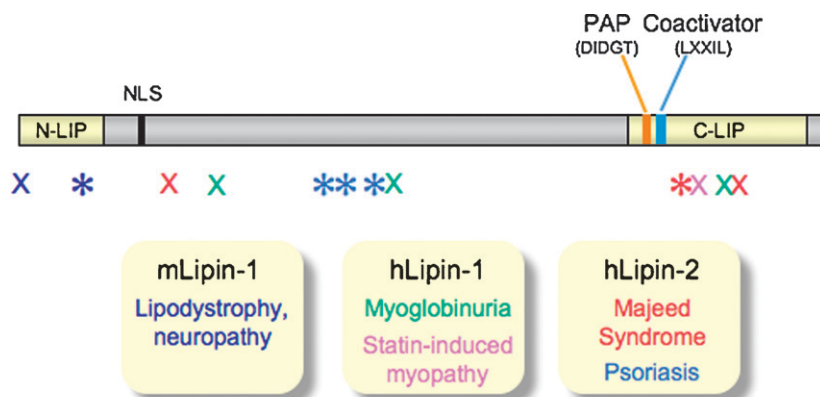 PAP Coactivator
(DIDGT) (LXXIL)
NLS
N-LIP
C-LIP
X * X X * * * X * X X X
mLipin-1
Lipodystrophy,
neuropathy
hLipin-1
Myoglobinuria
Statin-induced
myopathy
hLipin-2
Majeed
Syndrome
Psoriasis